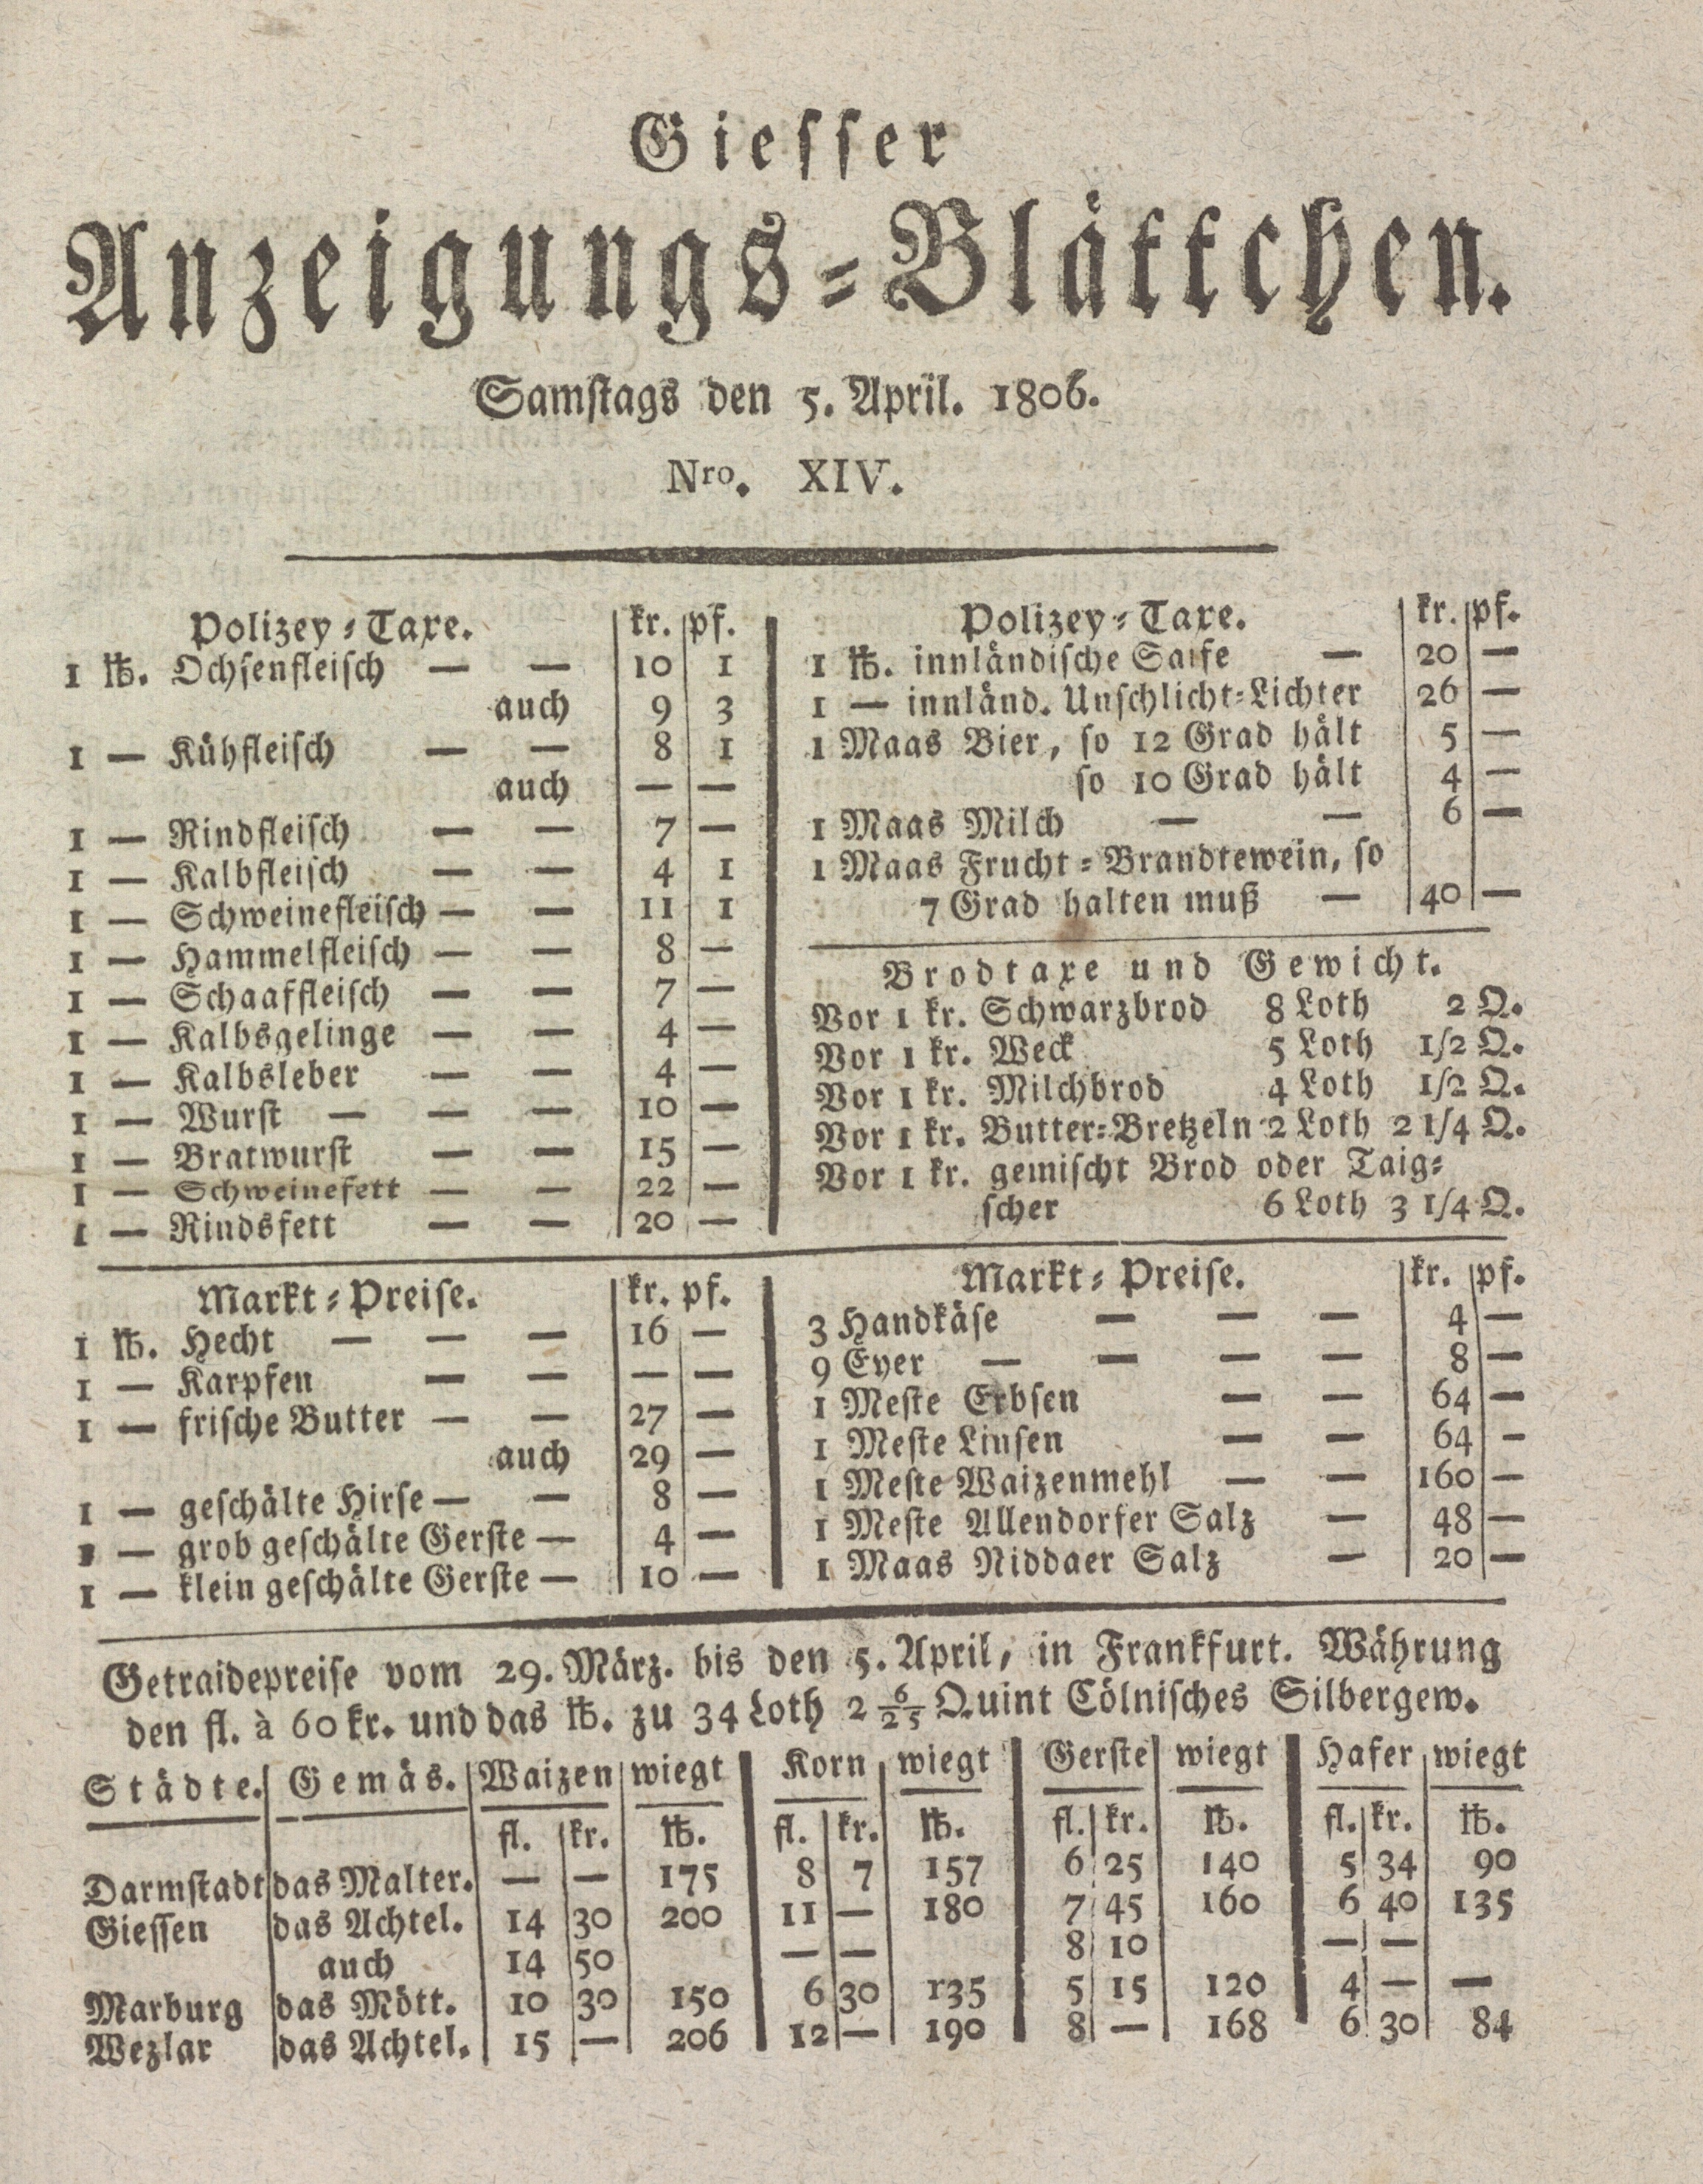 Giesser
Anzeigungs-Blättchen.
Samstags den 5. April. 1806.
Nro. XIV.
Polizey-Taxe. kr. pf.
1 ℔. Ochsenfleisch — — 10 1
auch 9 3
1 — Kühfleisch — — 8 1
auch — —
1 — Rindfleisch — — 7 —
1 — Kalbfleisch — — 4 1
1 — Schweinefleisch — — 11 1
1 — Hammelfleisch — — 8 —
1 — Schaaffleisch — — 7 —
1 — Kalbsgelinge — — 4 —
1 — Kalbsleber — — 4 —
1 — Wurst — — — 10 —
1 — Bratwurst — — 15 —
1 — Schweinefett — — 22 —
1 — Rindsfett — — 20 —
Polizey-Taxe. kr. pf.
1 ℔. innländische Saife — 20 —
1 — innländ. Unschlicht-Lichter 26 —
1 Maas Bier, so 12 Grad hält 5 —
so 10 Grad hält 4 —
1 Maas Milch — — 6 —
1 Maas Frucht-Brandtewein, so
7 Grad halten muß — 40 —
Brodtaxe und Gewicht.
Vor 1 kr. Schwarzbrod 8 Loth 2 Q.
Vor 1 kr. Weck 5 Loth 1/2 Q.
Vor 1 kr. Milchbrod 4 Loth 1/2 Q.
Vor 1 kr. Butter-Bretzeln 2 Loth 2 1/4 Q.
Vor 1 kr. gemischt Brod oder Taig-
scher 6 Loth 3 1/4 Q.
Markt-Preise. kr. pf.
1 ℔. Hecht — — — 16 —
1 — Karpfen — — — —
1 — frische Butter — — 27 —
auch 29 —
1 — geschälte Hirse — — 8 —
1 — grob geschälte Gerste — 4 —
1 — klein geschälte Gerste — 10 —
Markt-Preise. kr. pf.
3 Handkäse — — — 4 —
9 Eyer — — — — 8 —
1 Meste Erbsen — — 64 —
1 Meste Linsen — — 64 —
1 Meste Waizenmehl — — 160 —
1 Meste Allendorfer Salz — 48 —
1 Maas Niddaer Salz — 20 —
Getraidepreise vom 29. März. bis den 5. April, in Frankfurt. Währung
den fl. à 60 kr. und das ℔. zu 34 Loth 2 6/25 Quint Cölnisches Silbergew.
Städte. Gemäs. Waizen wiegt Korn wiegt Gerste wiegt Hafer wiegt
fl. kr. ℔. fl. kr. ℔. fl. kr. ℔. fl. kr. ℔.
Darmstadt das Malter. — — 175 8 7 157 6 25 140 5 34 90
Giessen das Achtel. 14 30 200 11 — 180 7 45 160 6 40 135
auch 14 50 — — 8 10 — —
Marburg das Mött. 10 30 150 6 30 135 5 15 120 4 — —
Wezlar das Achtel. 15 — 206 12 — 190 8 — 168 6 30 84